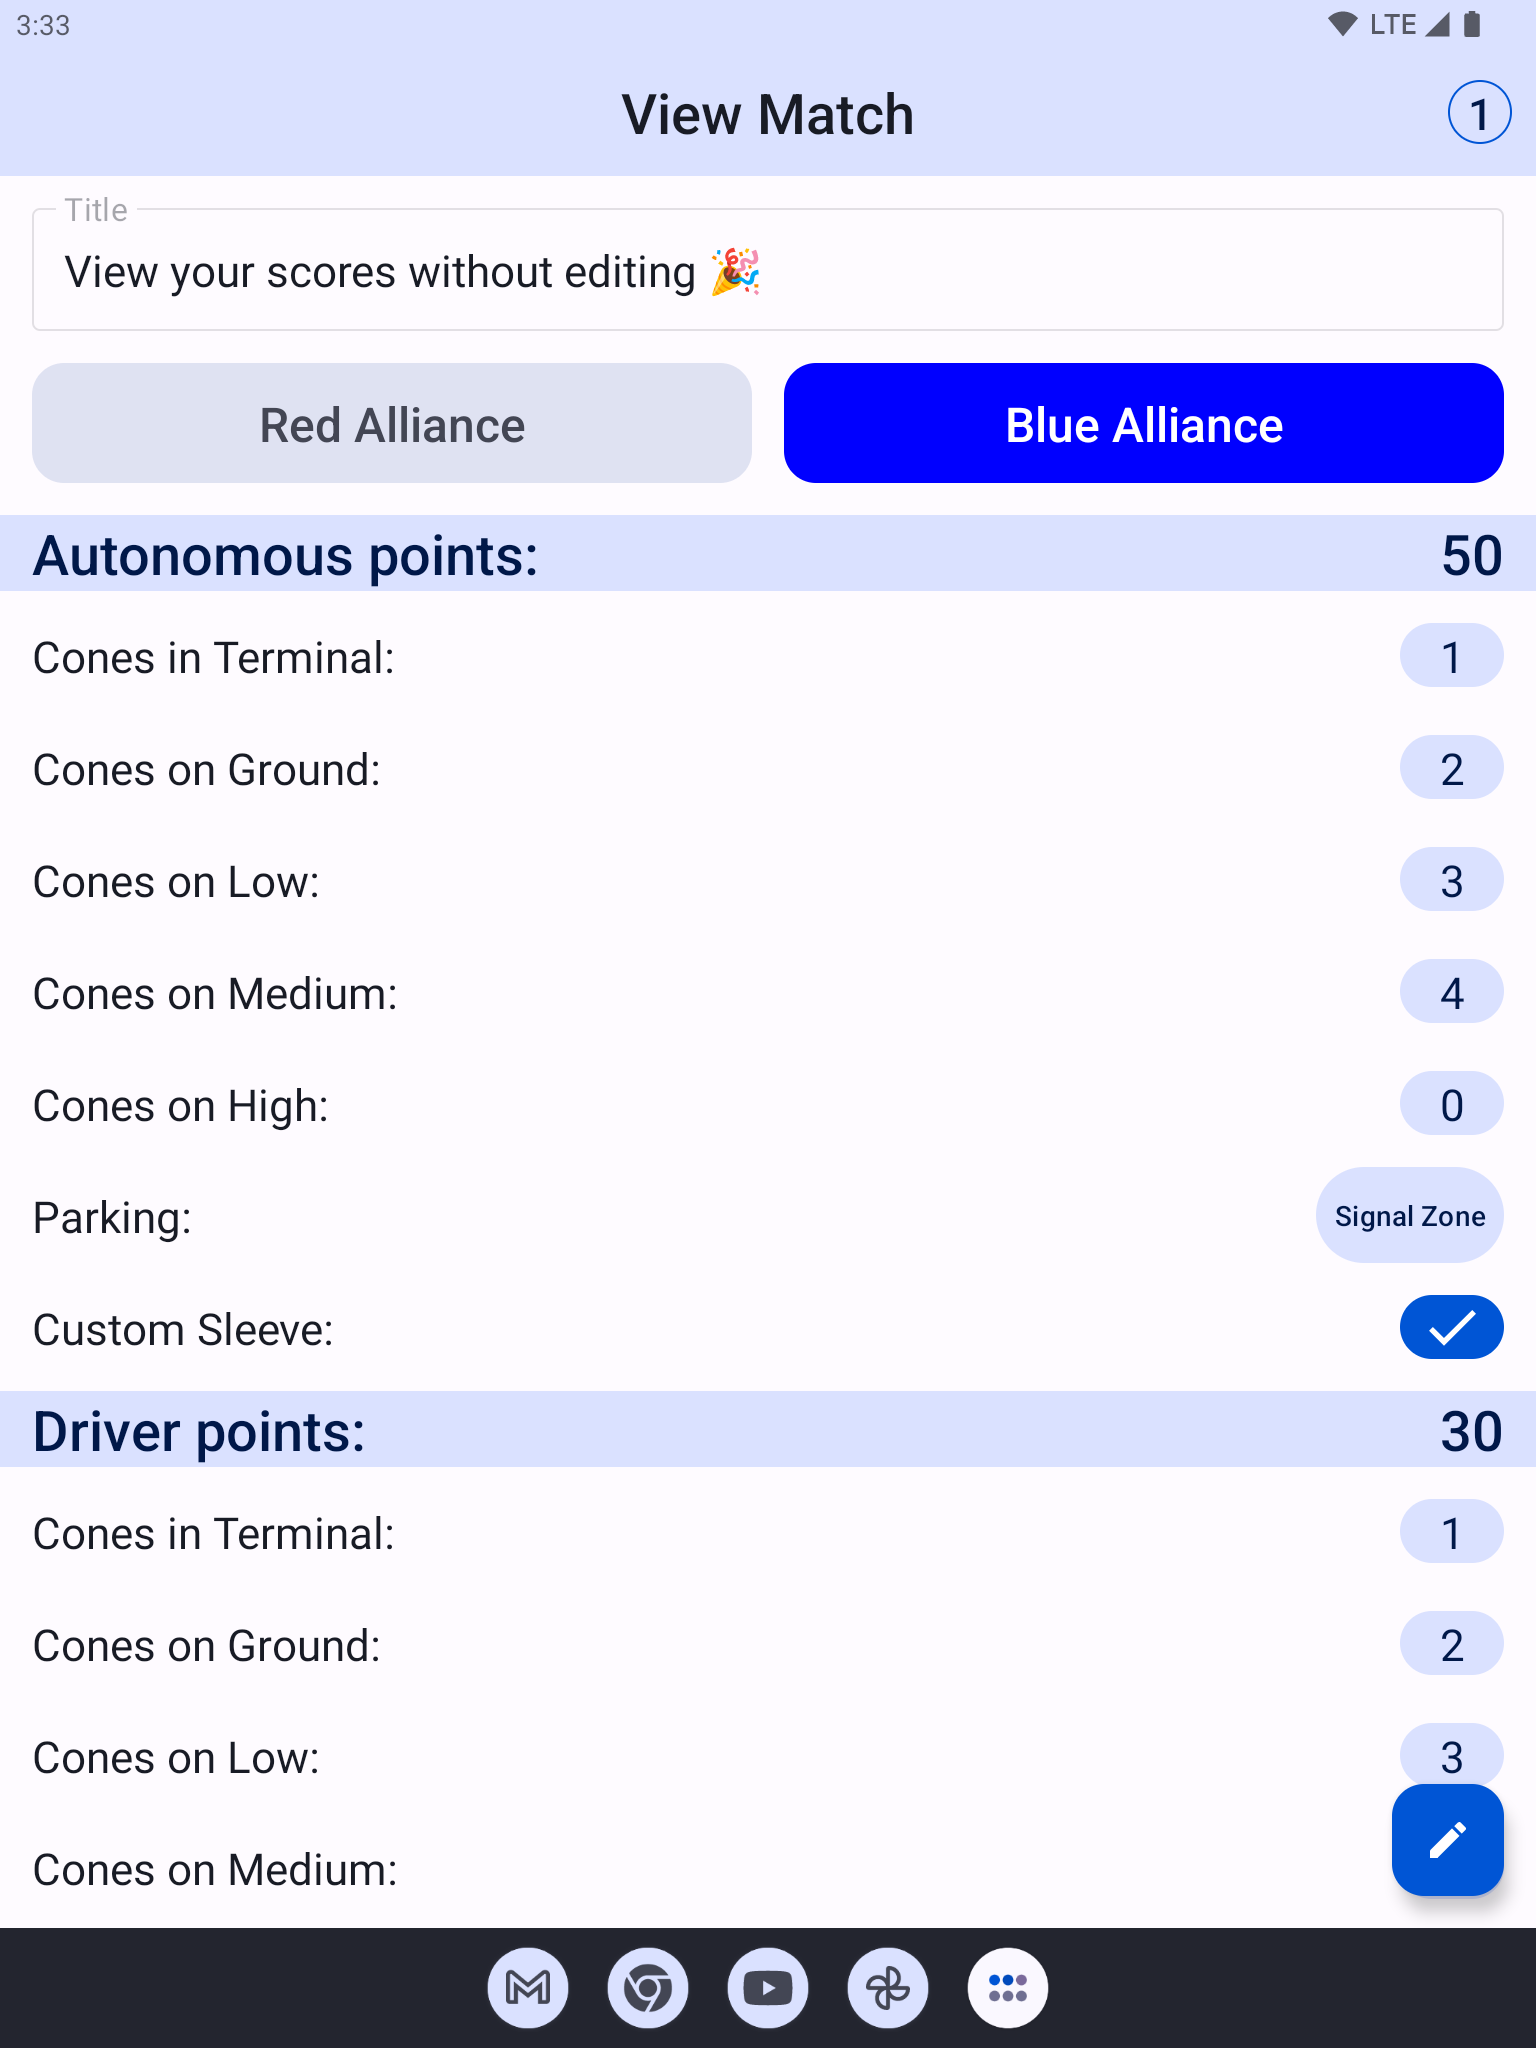 3:33 LTE
View Match 1
Title
View your scores without editing 🎉
Red Alliance Blue Alliance
Autonomous points: 50
Cones in Terminal: 1
Cones on Ground: 2
Cones on Low: 3
Cones on Medium: 4
Cones on High: 0
Parking: Signal Zone
Custom Sleeve:
Driver points: 30
Cones in Terminal: 1
Cones on Ground: 2
Cones on Low: 3
Cones on Medium: